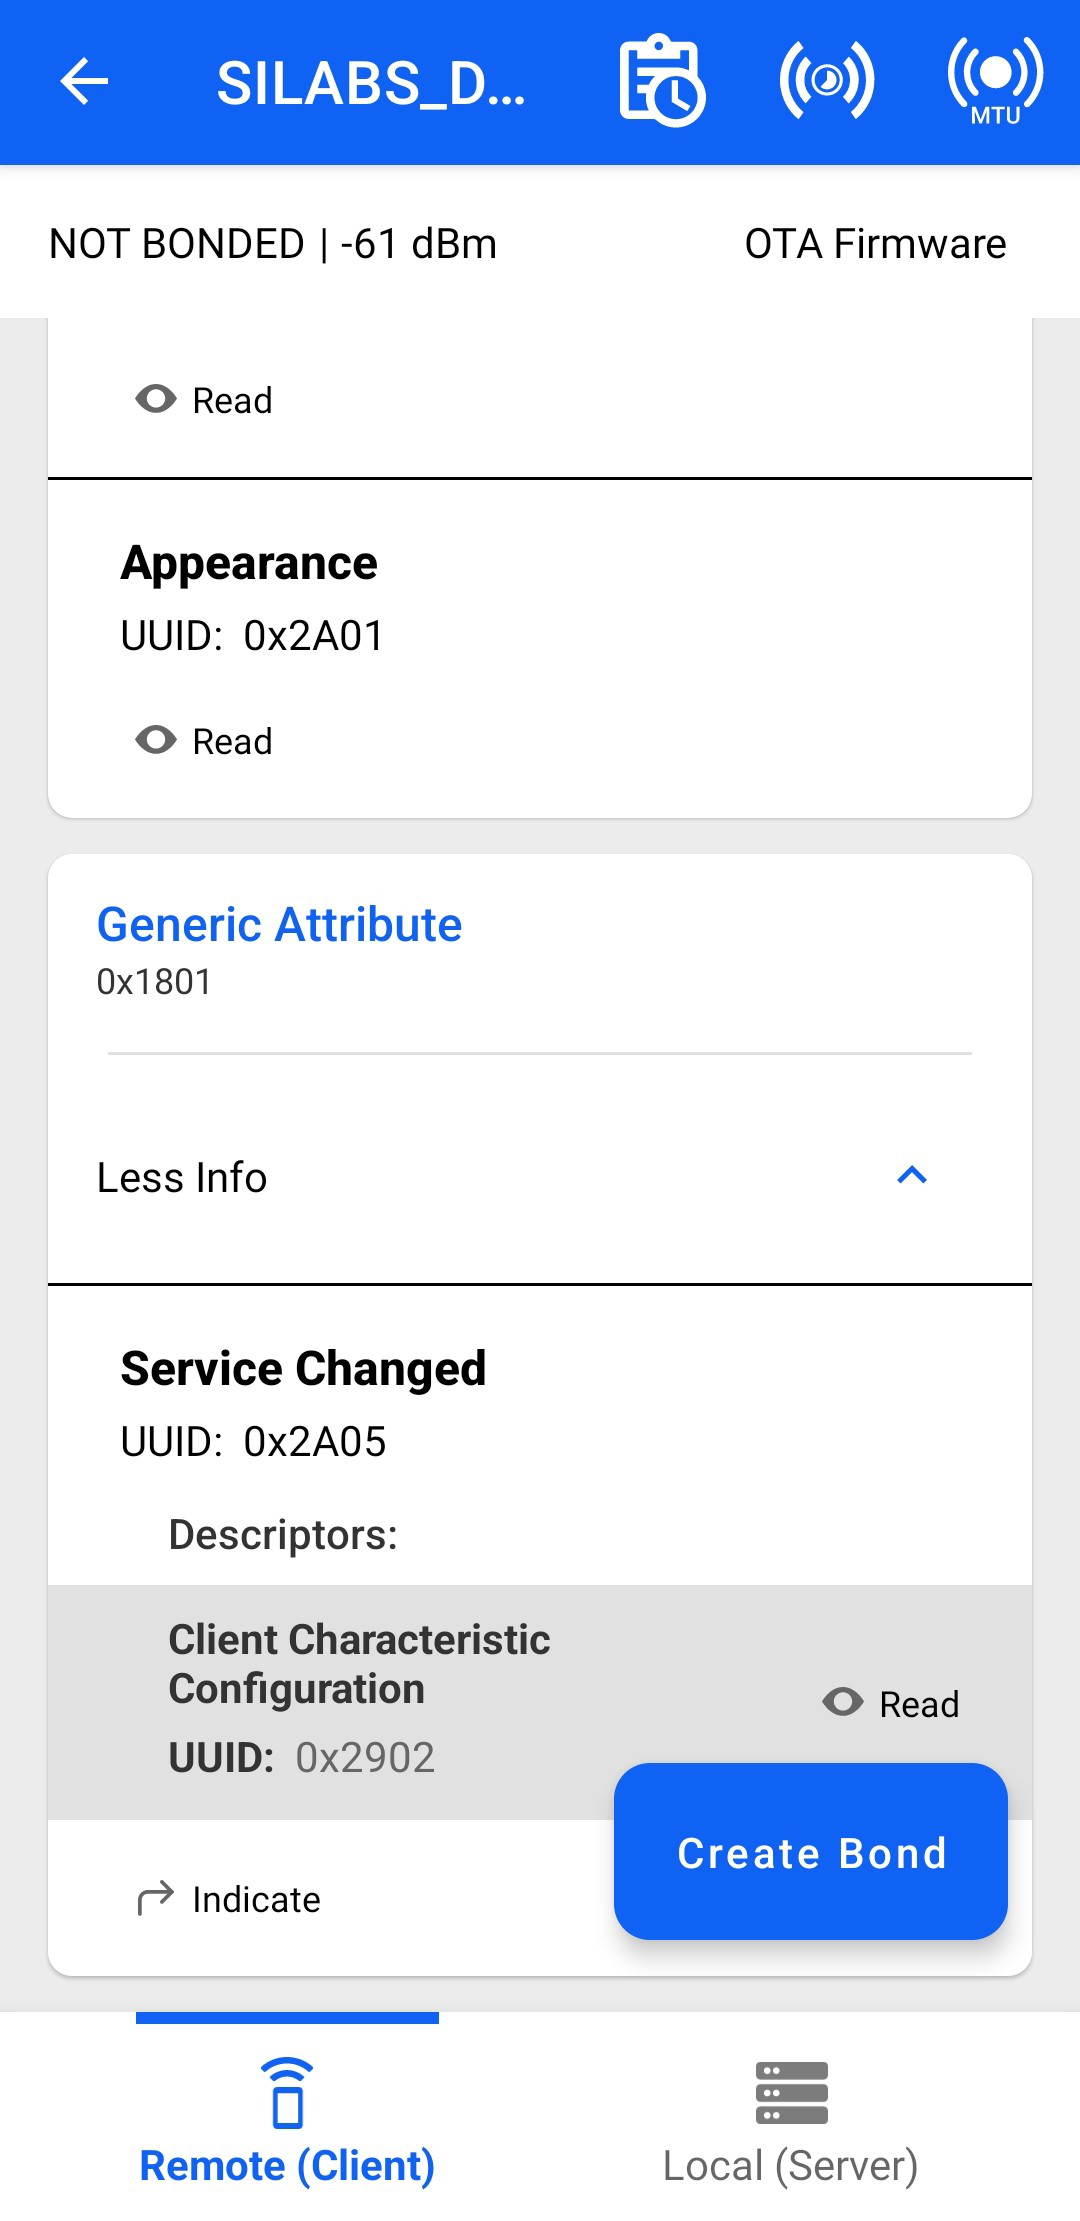 SILABS_D...
MTU
NOT BONDED | -61 dBm
OTA Firmware
Read
Appearance
UUID: 0x2A01
Read
Generic Attribute
0x1801
Less Info
Service Changed
UUID: 0x2A05
Descriptors:
Client Characteristic
Configuration
Read
UUID: 0x2902
Create Bond
Indicate
Remote (Client)
Local (Server)